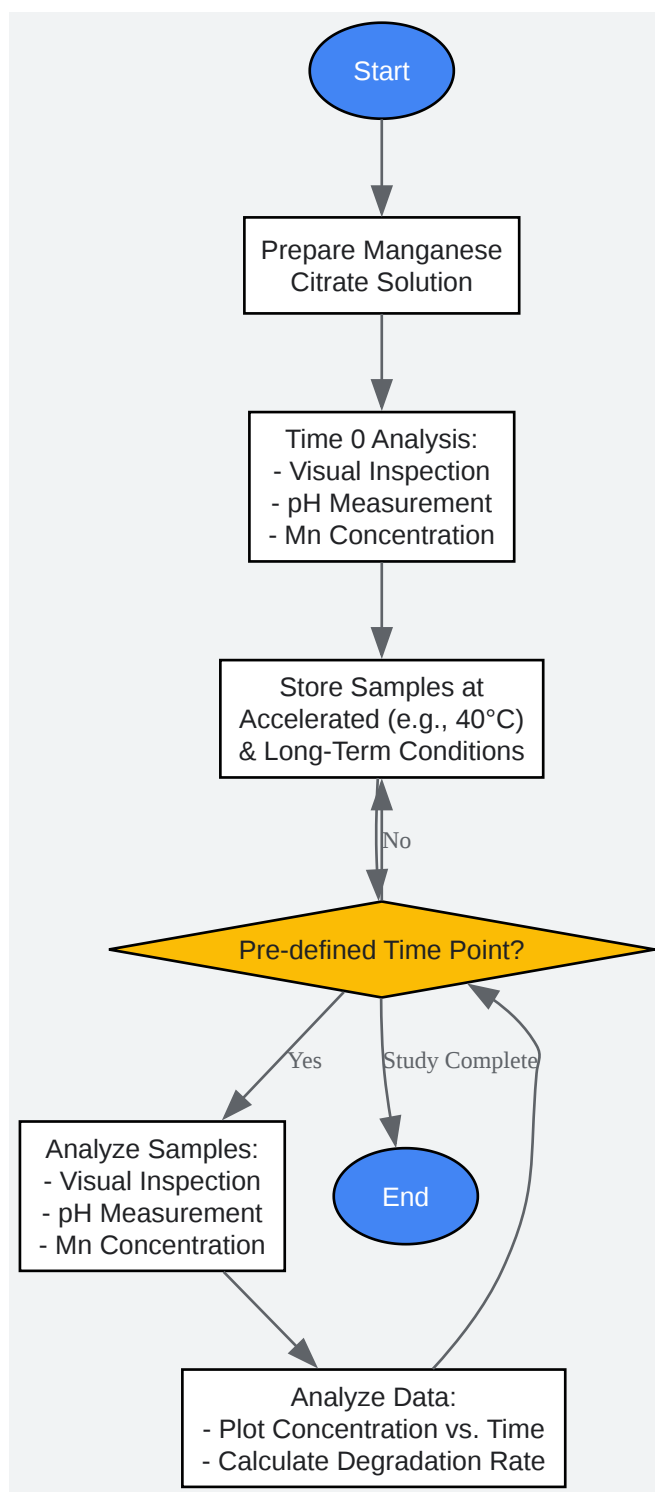 Start
Prepare Manganese
Citrate Solution
Time 0 Analysis:
- Visual Inspection
- pH Measurement
- Mn Concentration
Store Samples at
Accelerated (e.g., 40°C)
& Long-Term Conditions
No
Pre-defined Time Point?
Yes
Study Complete
Analyze Samples:
- Visual Inspection
- pH Measurement
- Mn Concentration
End
Analyze Data:
- Plot Concentration vs. Time
- Calculate Degradation Rate